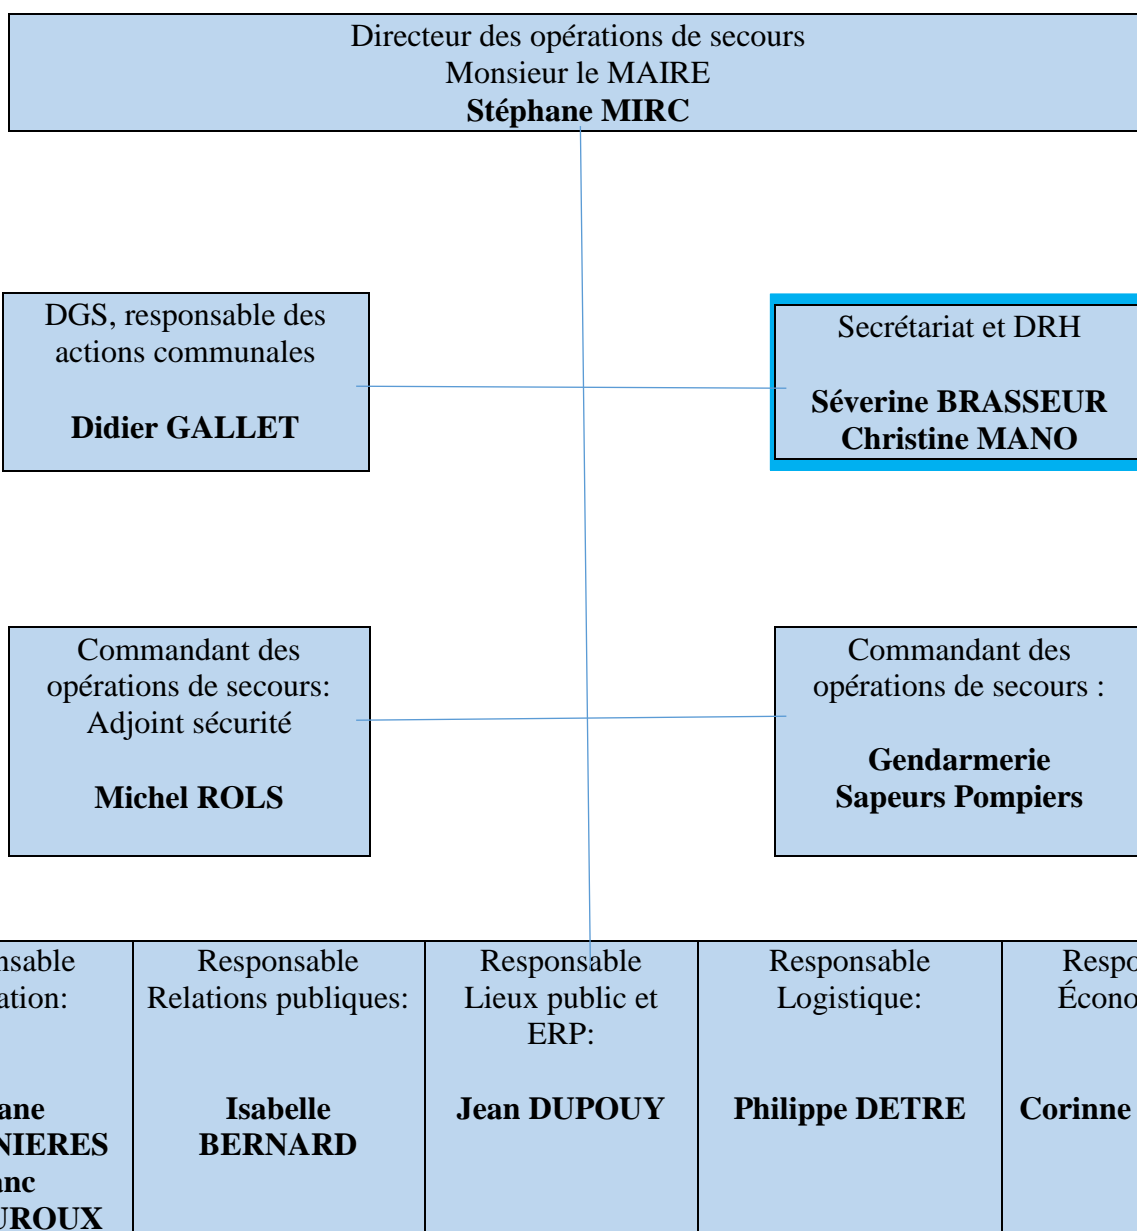 Directeur des opérations de secours
Monsieur le MAIRE
Stéphane MIRC
DGS, responsable des
actions communales
Didier GALLET
Secrétariat et DRH
Séverine BRASSEUR
Christine MANO
Commandant des
opérations de secours:
Adjoint sécurité
Michel ROLS
Commandant des
opérations de secours :
Gendarmerie
Sapeurs Pompiers
Responsable
Relations publiques:
Isabelle
BERNARD
Responsable
Lieux public et
ERP:
Jean DUPOUY
Responsable
Logistique:
Philippe DETRE
Corinne